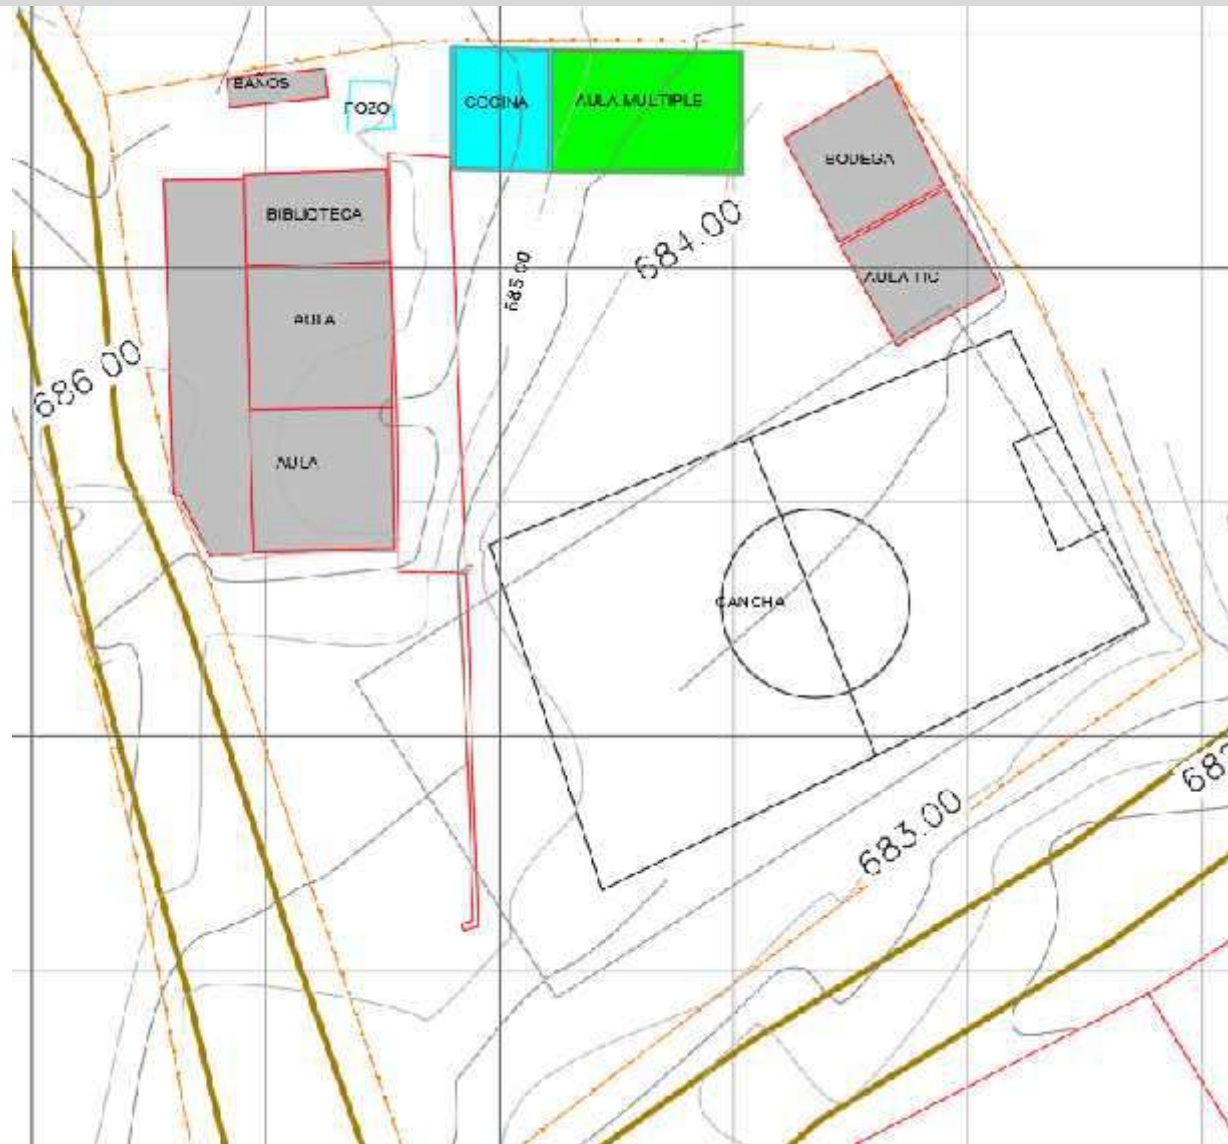 BAÑOS
POZO
COCINA
AULA MULTIPLE
BODEGA
BIBLIOTECA
684.00
685.00
AULA TIC
AULA
686.00
AULA
CANCHA
683.00